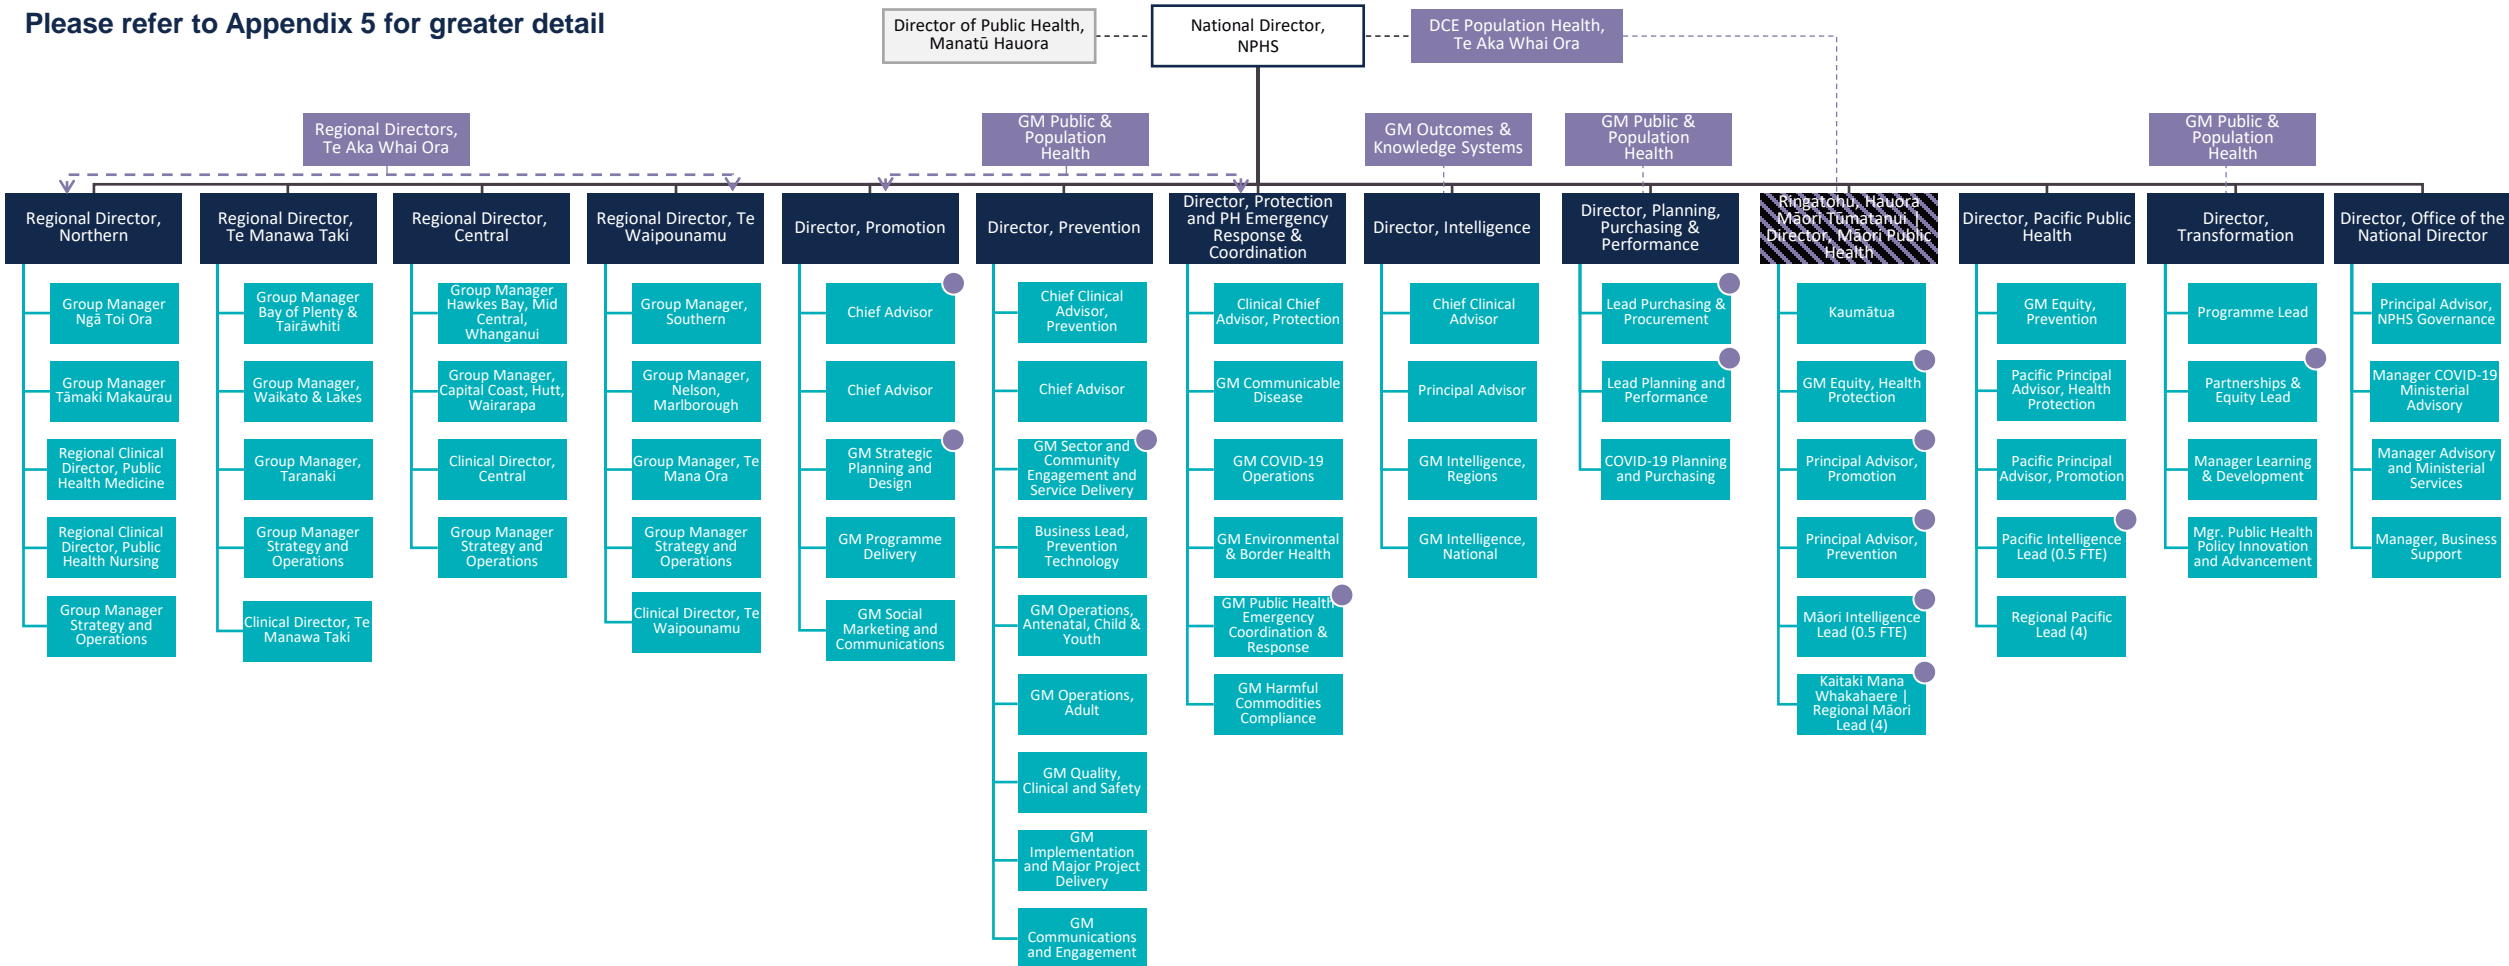 Please refer to Appendix 5 for greater detail
Director of Public Health,
Manatū Hauora
National Director,
NPHS
DCE Population Health,
Te Aka Whai Ora
Regional Directors,
Te Aka Whai Ora
GM Public &
Population
Health
GM Outcomes &
Knowledge Systems
GM Public &
Population
Health
GM Public &
Population
Health
Regional Director,
Northern
Regional Director,
Te Manawa Taki
Regional Director,
Central
Regional Director, Te
Waipounamu
Director, Promotion
Director, Prevention
Director, Protection
and PH Emergency
Response &
Coordination
Director, Intelligence
Director, Planning,
Purchasing &
Performance
Ringatohu, Hauora
Māori Tūmatanui |
Director, Māori Public
Health
Director, Pacific Public
Health
Director,
Transformation
Director, Office of the
National Director
Group Manager
Ngā Toi Ora
Group Manager
Tāmaki Makaurau
Regional Clinical
Director, Public
Health Medicine
Regional Clinical
Director, Public
Health Nursing
Group Manager
Strategy and
Operations
Group Manager
Bay of Plenty &
Tairāwhiti
Group Manager,
Waikato & Lakes
Group Manager,
Taranaki
Group Manager
Strategy and
Operations
Clinical Director, Te
Manawa Taki
Group Manager
Hawkes Bay, Mid
Central,
Whanganui
Group Manager,
Capital Coast, Hutt,
Wairarapa
Clinical Director,
Central
Group Manager
Strategy and
Operations
Group Manager,
Southern
Group Manager,
Nelson,
Marlborough
Group Manager, Te
Mana Ora
Group Manager
Strategy and
Operations
Clinical Director, Te
Waipounamu
Chief Advisor
Chief Advisor
GM Strategic
Planning and
Design
GM Programme
Delivery
GM Social
Marketing and
Communications
Chief Clinical
Advisor,
Prevention
Chief Advisor
GM Sector and
Community
Engagement and
Service Delivery
Business Lead,
Prevention
Technology
GM Operations,
Antenatal, Child &
Youth
GM Operations,
Adult
GM Quality,
Clinical and Safety
GM
Implementation
and Major Project
Delivery
GM
Communications
and Engagement
Clinical Chief
Advisor, Protection
GM Communicable
Disease
GM COVID-19
Operations
GM Environmental
& Border Health
GM Public Health
Emergency
Coordination &
Response
GM Harmful
Commodities
Compliance
Chief Clinical
Advisor
Principal Advisor
GM Intelligence,
Regions
GM Intelligence,
National
Lead Purchasing &
Procurement
Lead Planning and
Performance
COVID-19 Planning
and Purchasing
Kaumātua
GM Equity, Health
Protection
Principal Advisor,
Promotion
Principal Advisor,
Prevention
Māori Intelligence
Lead (0.5 FTE)
Kaitaki Mana
Whakahaere |
Regional Māori
Lead (4)
GM Equity,
Prevention
Pacific Principal
Advisor, Health
Protection
Pacific Principal
Advisor, Promotion
Pacific Intelligence
Lead (0.5 FTE)
Regional Pacific
Lead (4)
Programme Lead
Partnerships &
Equity Lead
Manager Learning
& Development
Mgr. Public Health
Policy Innovation
and Advancement
Principal Advisor,
NPHS Governance
Manager COVID-19
Ministerial
Advisory
Manager Advisory
and Ministerial
Services
Manager, Business
Support